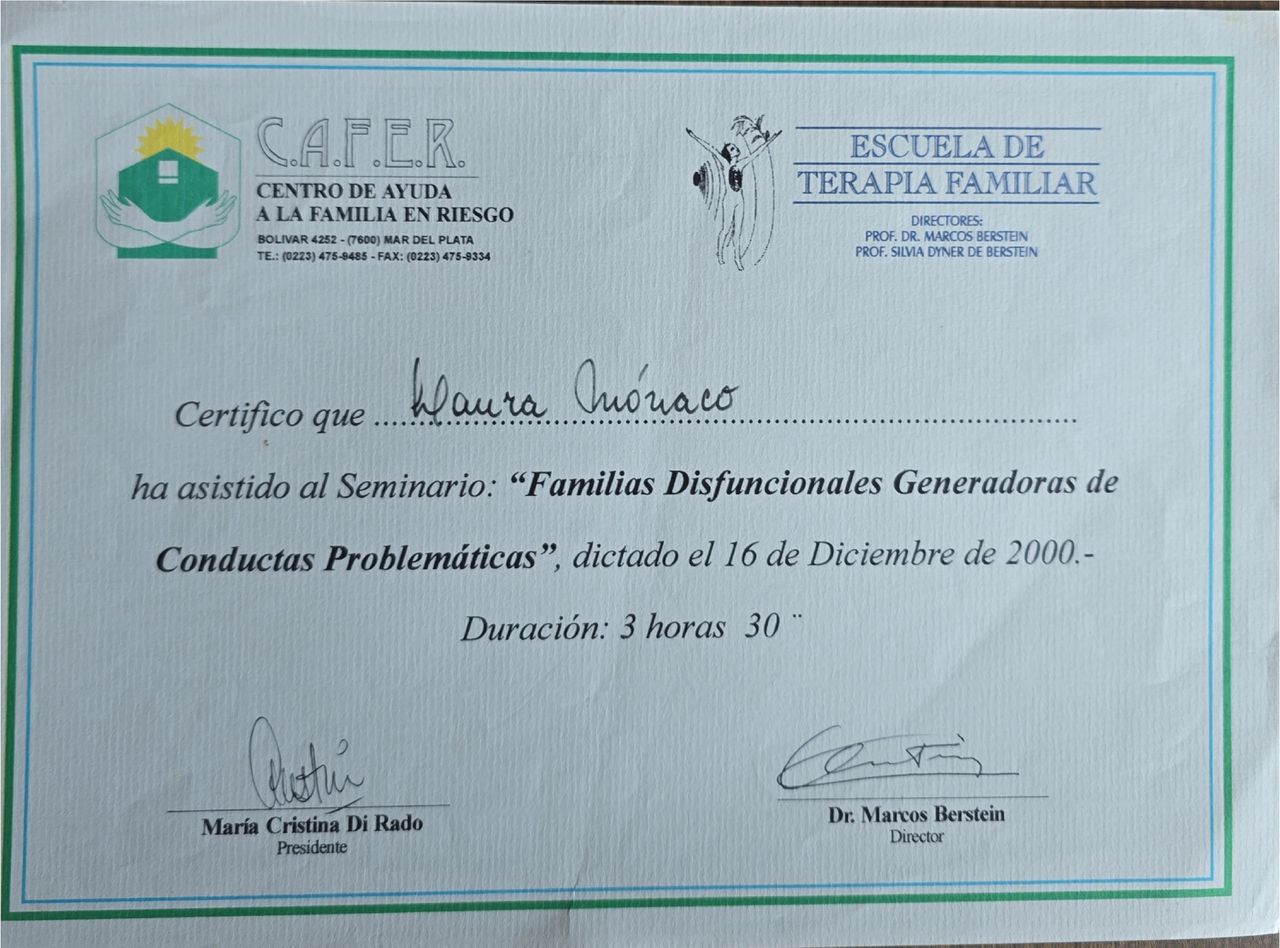 C.A.F.E.R.
CENTRO DE AYUDA
A LA FAMILIA EN RIESGO
BOLIVAR 4252 - (7600) MAR DEL PLATA
TE.: (0223) 475-9485 - FAX: (0223) 475-9334
ESCUELA DE
TERAPIA FAMILIAR
DIRECTORES:
PROF. DR. MARCOS BERSTEIN
PROF. SILVIA DYNER DE BERSTEIN
Certifico que ... Mónaco ...
ha asistido al Seminario: “Familias Disfuncionales Generadoras de
Conductas Problemáticas”, dictado el 16 de Diciembre de 2000.-
Duración: 3 horas 30 ¨
María Cristina Di Rado
Presidente
Dr. Marcos Berstein
Director